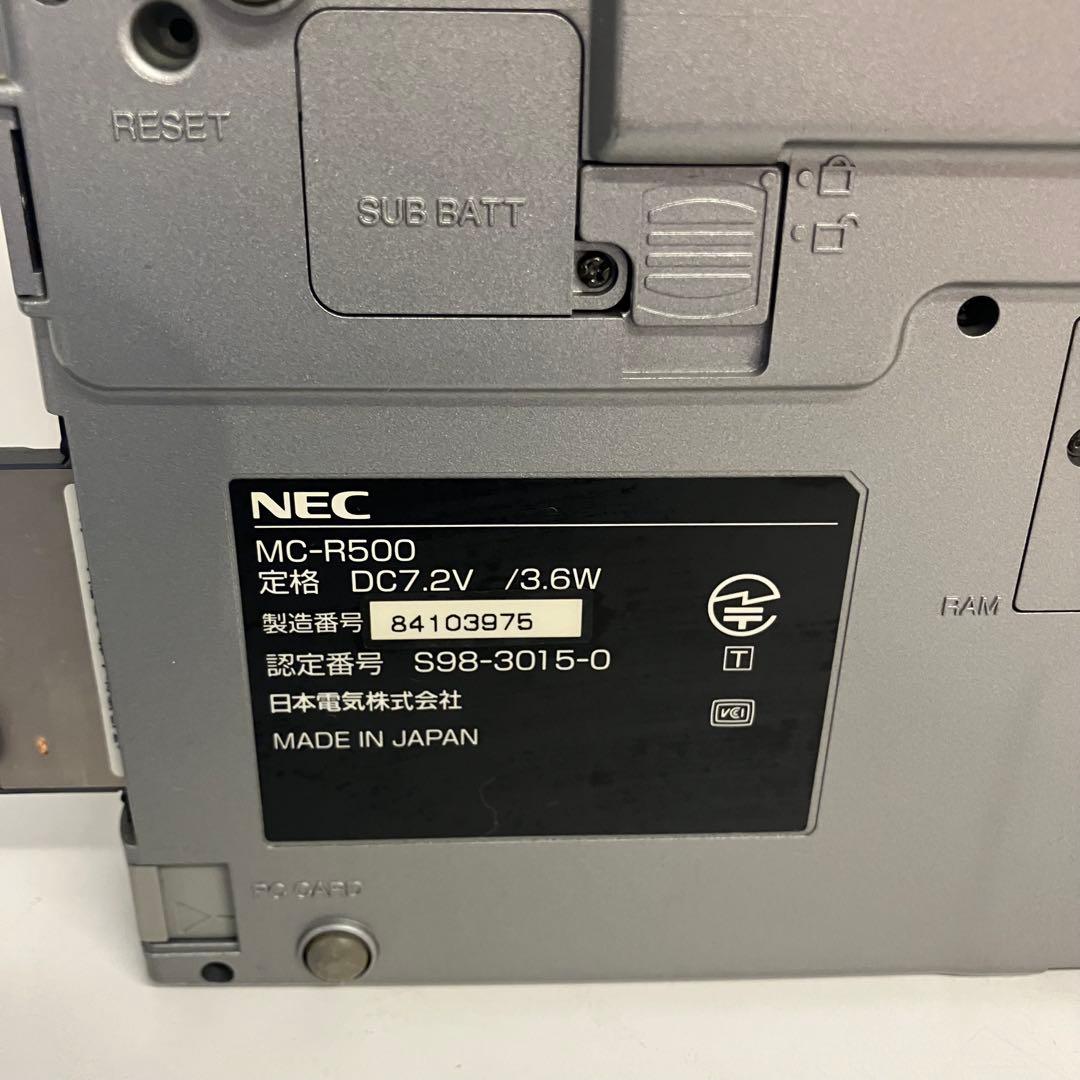 RESET
SUB BATT
NEC
MC-R500
定格 DC7.2V /3.6W
製造番号 84103975
認定番号 S98-3015-0
T
VCCI
日本電気株式会社
MADE IN JAPAN
RAM
PC CARD